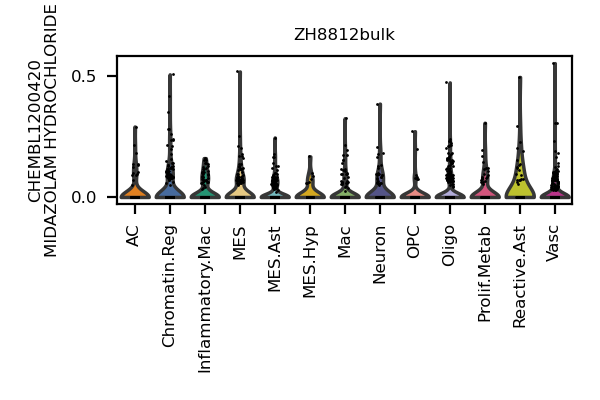 ZH8812bulk
CHEMBL1200420
MIDAZOLAM HYDROCHLORIDE
0.5
0.0
AC
Chromatin.Reg
Inflammatory.Mac
MES
MES.Ast
MES.Hyp
Mac
Neuron
OPC
Oligo
Prolif.Metab
Reactive.Ast
Vasc